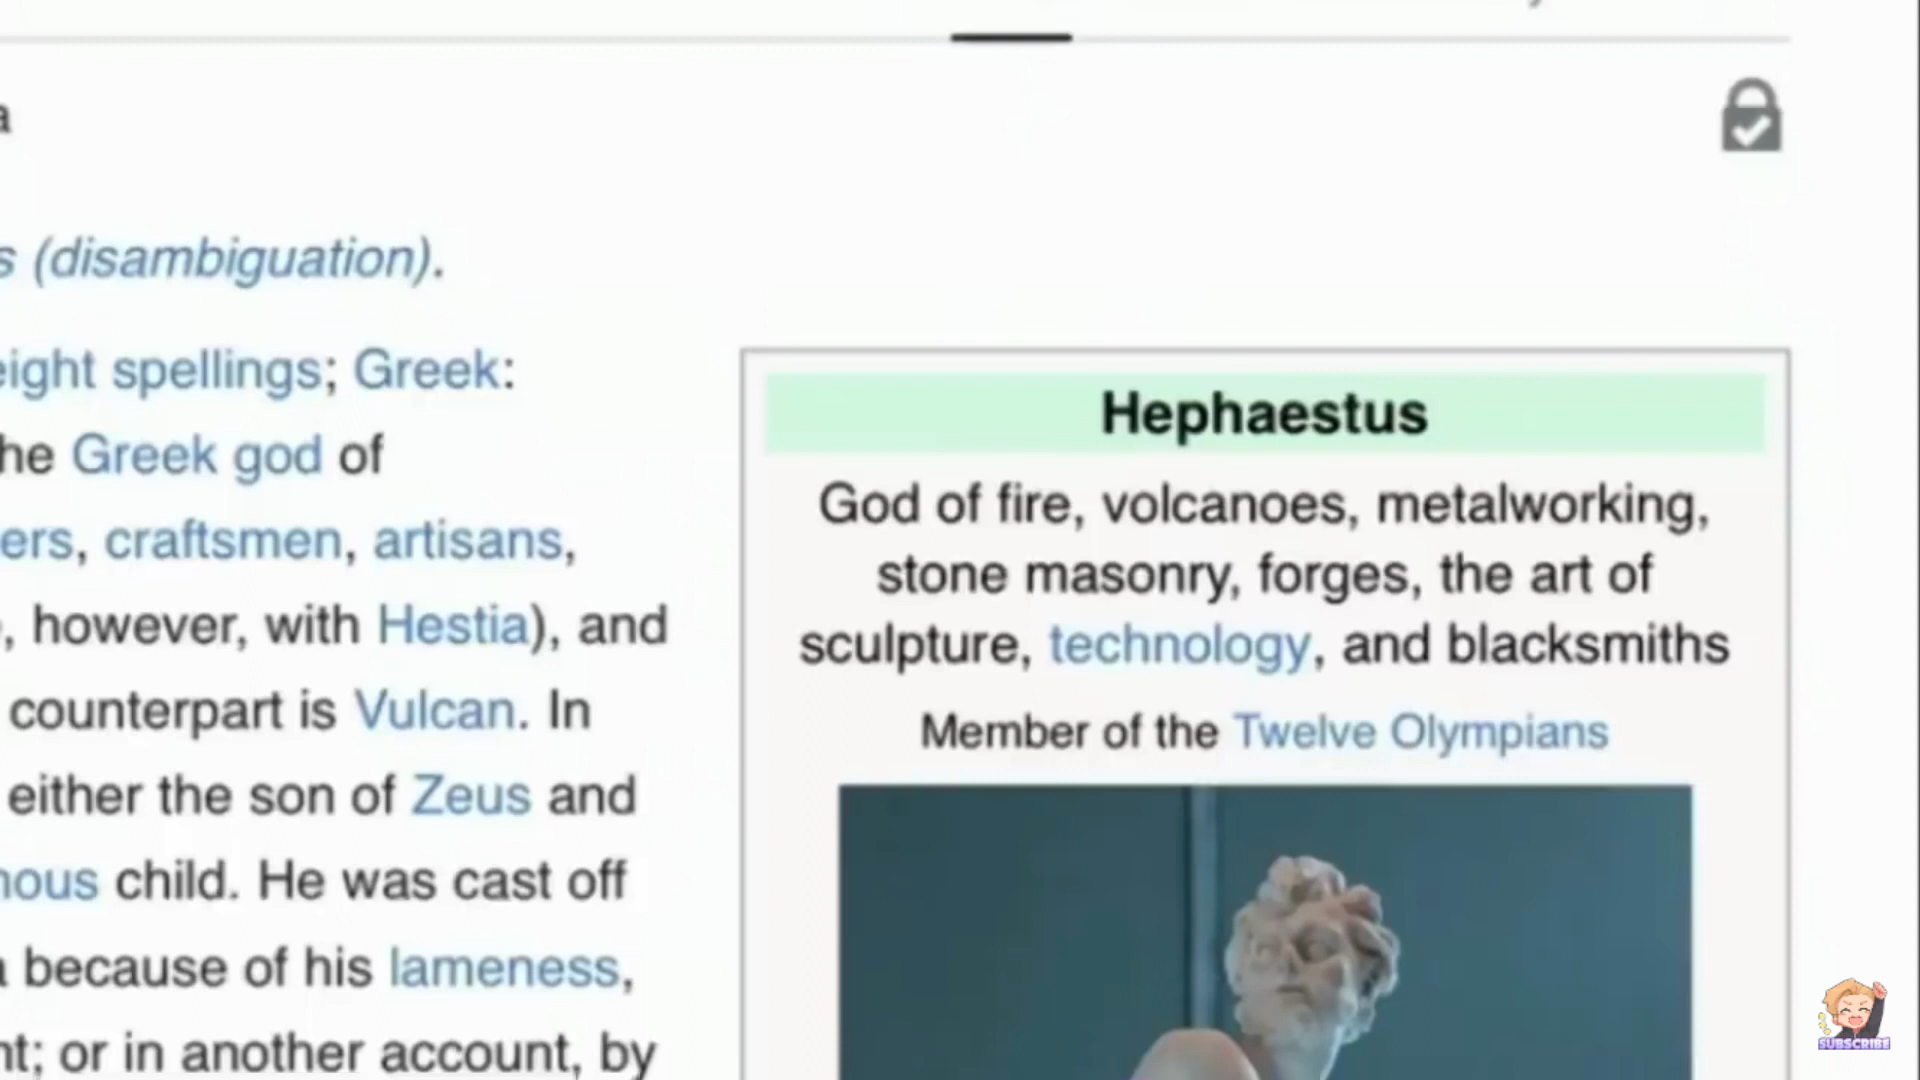 s (disambiguation).
eight spellings; Greek:
he Greek god of
ers, craftsmen, artisans,
, however, with Hestia), and
counterpart is Vulcan. In
either the son of Zeus and
nous child. He was cast off
because of his lameness,
nt; or in another account, by
Hephaestus
God of fire, volcanoes, metalworking,
stone masonry, forges, the art of
sculpture, technology, and blacksmiths
Member of the Twelve Olympians
SUBSCRIBE